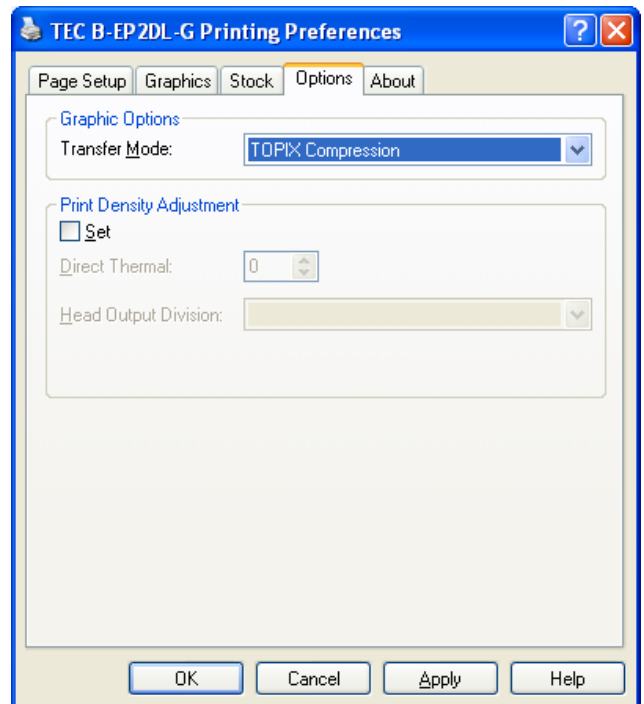 TEC B-EP2DL-G Printing Preferences
Page Setup Graphics Stock Options About
Graphic Options
Transfer Mode: TOPIX Compression
Print Density Adjustment
Set
Direct Thermal: 0
Head Output Division:
OK Cancel Apply Help